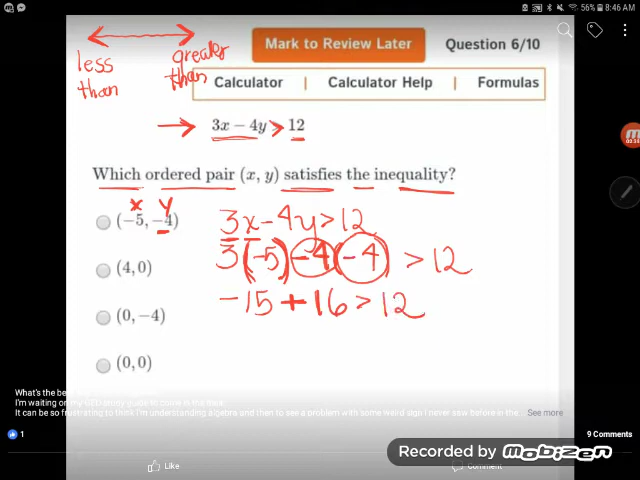 56% 8:46 AM
less than
greater than
Mark to Review Later
Question 6/10
Calculator | Calculator Help | Formulas
3x − 4y > 12
Which ordered pair (x, y) satisfies the inequality?
x y
(−5, −4)
3x-4y>12
(4, 0)
3(-5)-4(-4) > 12
(0, −4)
-15+16>12
(0, 0)
What's the be
I'm waiting on my GED study guide to come in the mail.
It can be so frustrating to think I'm understanding algebra and then to see a problem with some weird sign I never saw before in the ... See more
1
9 Comments
Like
Comment
Recorded by Mobizen